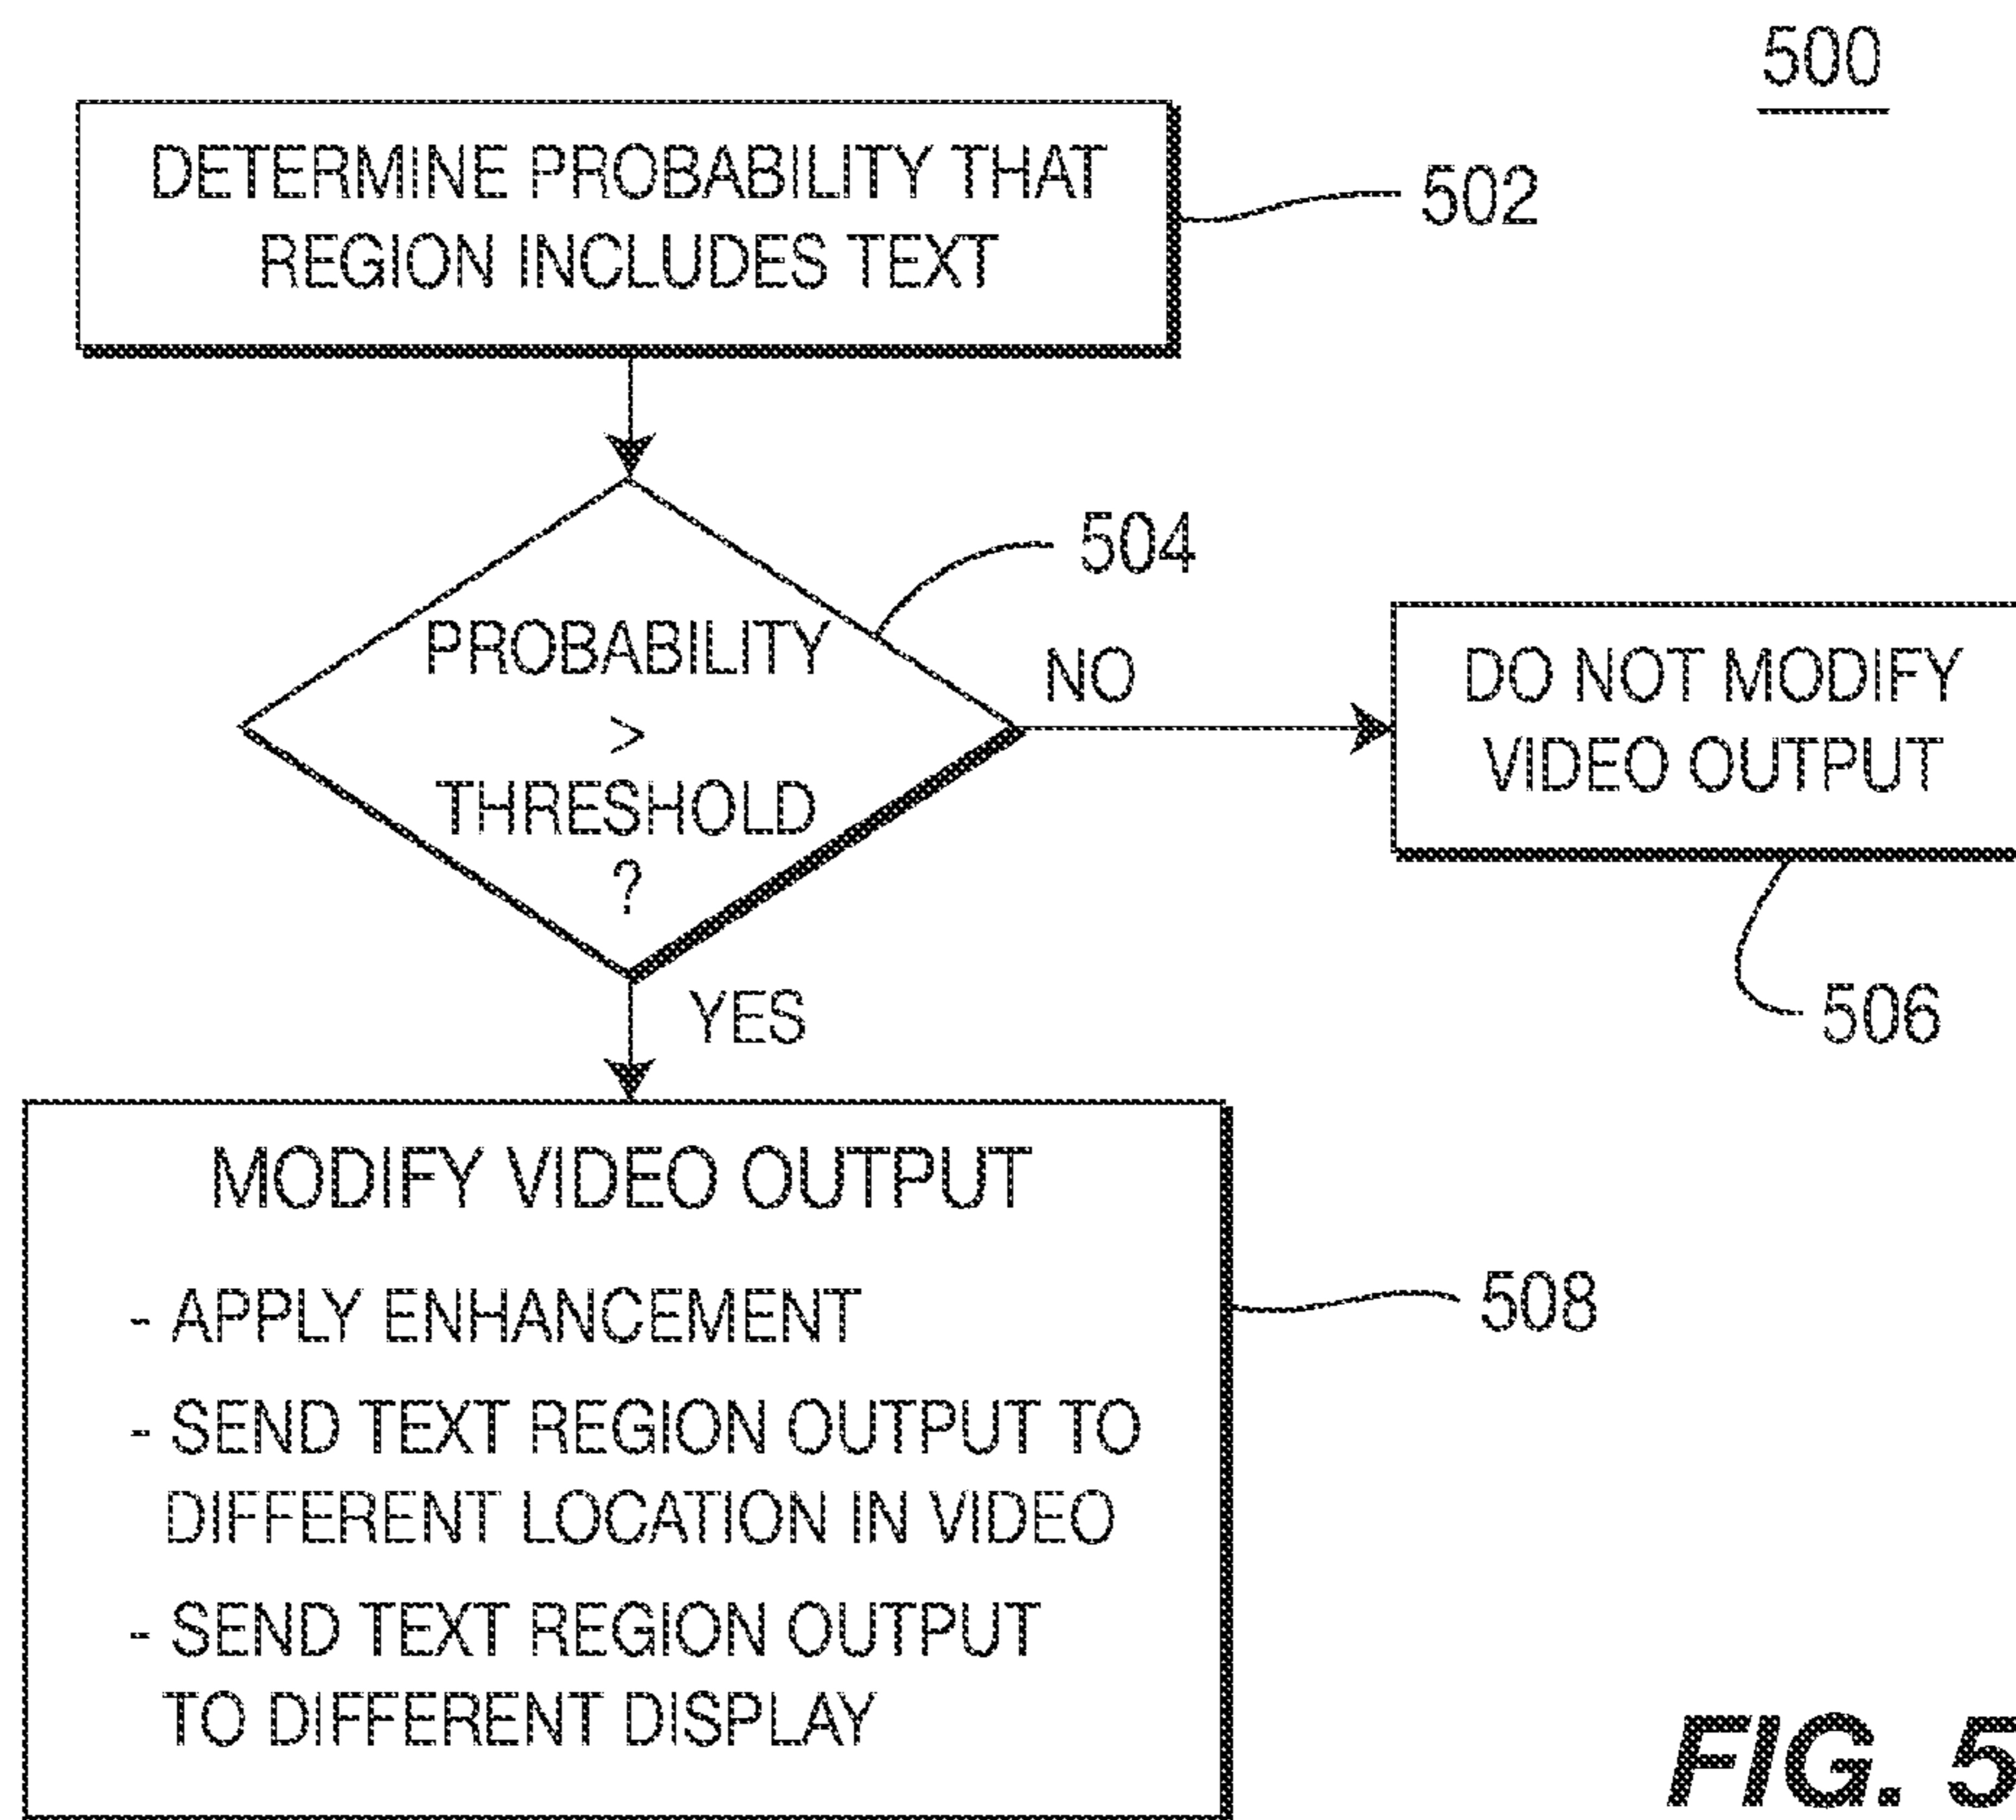 500
DETERMINE PROBABILITY THAT
REGION INCLUDES TEXT
502
PROBABILITY
>
THRESHOLD
?
504
NO
DO NOT MODIFY
VIDEO OUTPUT
506
YES
MODIFY VIDEO OUTPUT
- APPLY ENHANCEMENT
- SEND TEXT REGION OUTPUT TO
DIFFERENT LOCATION IN VIDEO
- SEND TEXT REGION OUTPUT
TO DIFFERENT DISPLAY
508
FIG. 5